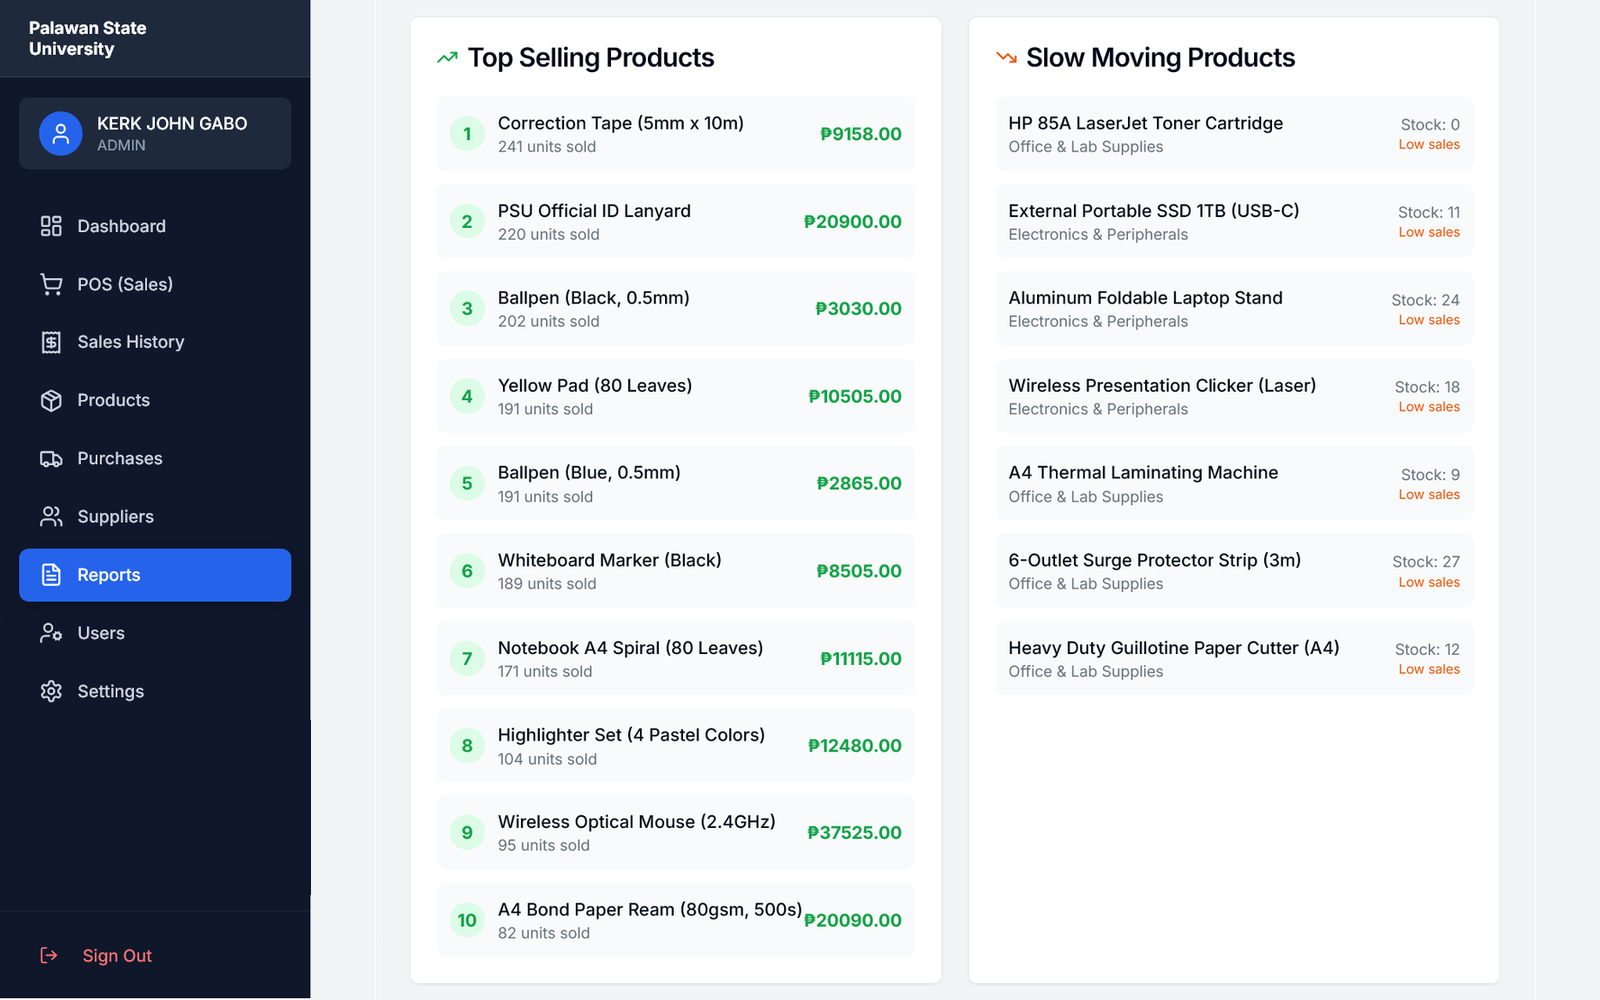 Palawan State
University
KERK JOHN GABO
ADMIN
Dashboard
POS (Sales)
Sales History
Products
Purchases
Suppliers
Reports
Users
Settings
Sign Out
Top Selling Products
1
Correction Tape (5mm x 10m)
241 units sold
₱9158.00
2
PSU Official ID Lanyard
220 units sold
₱20900.00
3
Ballpen (Black, 0.5mm)
202 units sold
₱3030.00
4
Yellow Pad (80 Leaves)
191 units sold
₱10505.00
5
Ballpen (Blue, 0.5mm)
191 units sold
₱2865.00
6
Whiteboard Marker (Black)
189 units sold
₱8505.00
7
Notebook A4 Spiral (80 Leaves)
171 units sold
₱11115.00
8
Highlighter Set (4 Pastel Colors)
104 units sold
₱12480.00
9
Wireless Optical Mouse (2.4GHz)
95 units sold
₱37525.00
10
A4 Bond Paper Ream (80gsm, 500s)
82 units sold
₱20090.00
Slow Moving Products
HP 85A LaserJet Toner Cartridge
Office & Lab Supplies
Stock: 0
Low sales
External Portable SSD 1TB (USB-C)
Electronics & Peripherals
Stock: 11
Low sales
Aluminum Foldable Laptop Stand
Electronics & Peripherals
Stock: 24
Low sales
Wireless Presentation Clicker (Laser)
Electronics & Peripherals
Stock: 18
Low sales
A4 Thermal Laminating Machine
Office & Lab Supplies
Stock: 9
Low sales
6-Outlet Surge Protector Strip (3m)
Office & Lab Supplies
Stock: 27
Low sales
Heavy Duty Guillotine Paper Cutter (A4)
Office & Lab Supplies
Stock: 12
Low sales